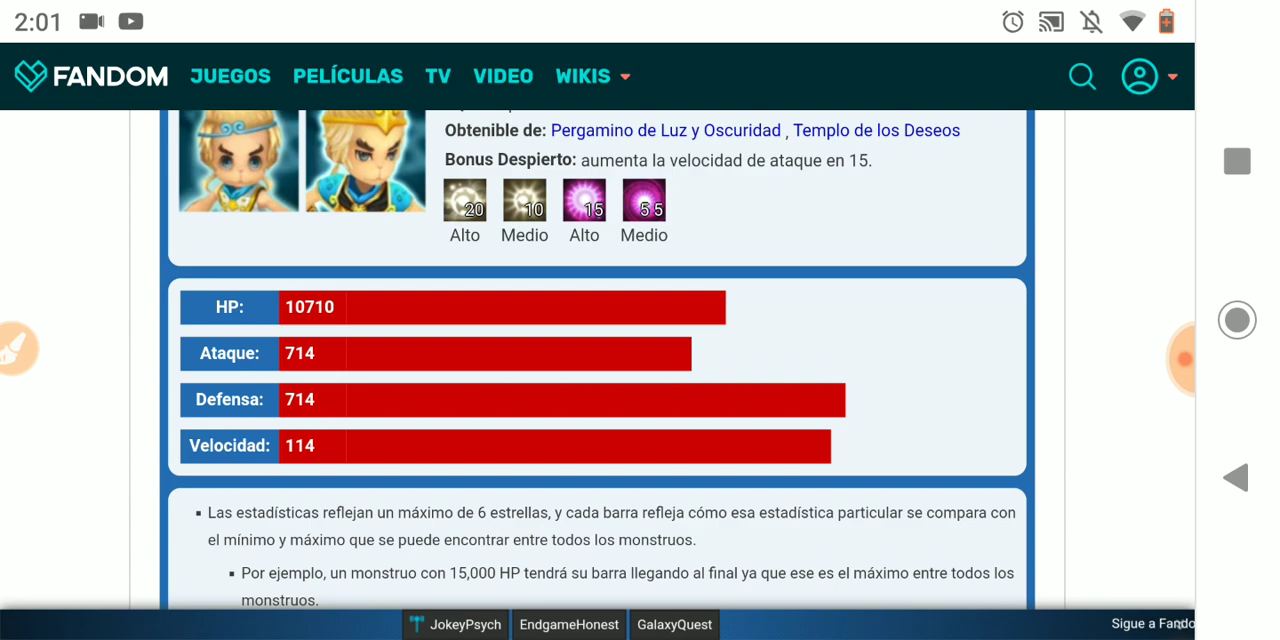 2:01
FANDOM JUEGOS PELÍCULAS TV VIDEO WIKIS
Obtenible de: Pergamino de Luz y Oscuridad , Templo de los Deseos
Bonus Despierto: aumenta la velocidad de ataque en 15.
20 10 15 5 5
Alto Medio Alto Medio
HP: 10710
Ataque: 714
Defensa: 714
Velocidad: 114
▪ Las estadísticas reflejan un máximo de 6 estrellas, y cada barra refleja cómo esa estadística particular se compara con
el mínimo y máximo que se puede encontrar entre todos los monstruos.
▪ Por ejemplo, un monstruo con 15,000 HP tendrá su barra llegando al final ya que ese es el máximo entre todos los
monstruos.
JokeyPsych EndgameHonest GalaxyQuest Sigue a Fando